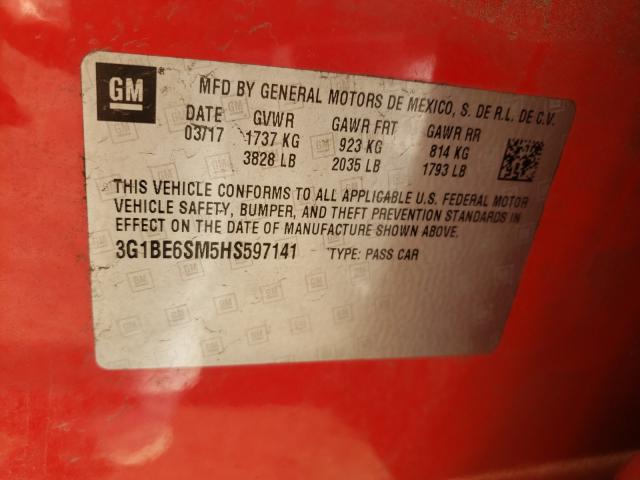 GM
MFD BY GENERAL MOTORS DE MEXICO, S. DE R.L. DE C.V.
DATE GVWR GAWR FRT GAWR RR
03/17 1737 KG 923 KG 814 KG
3828 LB 2035 LB 1793 LB
THIS VEHICLE CONFORMS TO ALL APPLICABLE U.S. FEDERAL MOTOR
VEHICLE SAFETY, BUMPER, AND THEFT PREVENTION STANDARDS IN
EFFECT ON THE DATE OF MANUFACTURE SHOWN ABOVE.
3G1BE6SM5HS597141 TYPE: PASS CAR